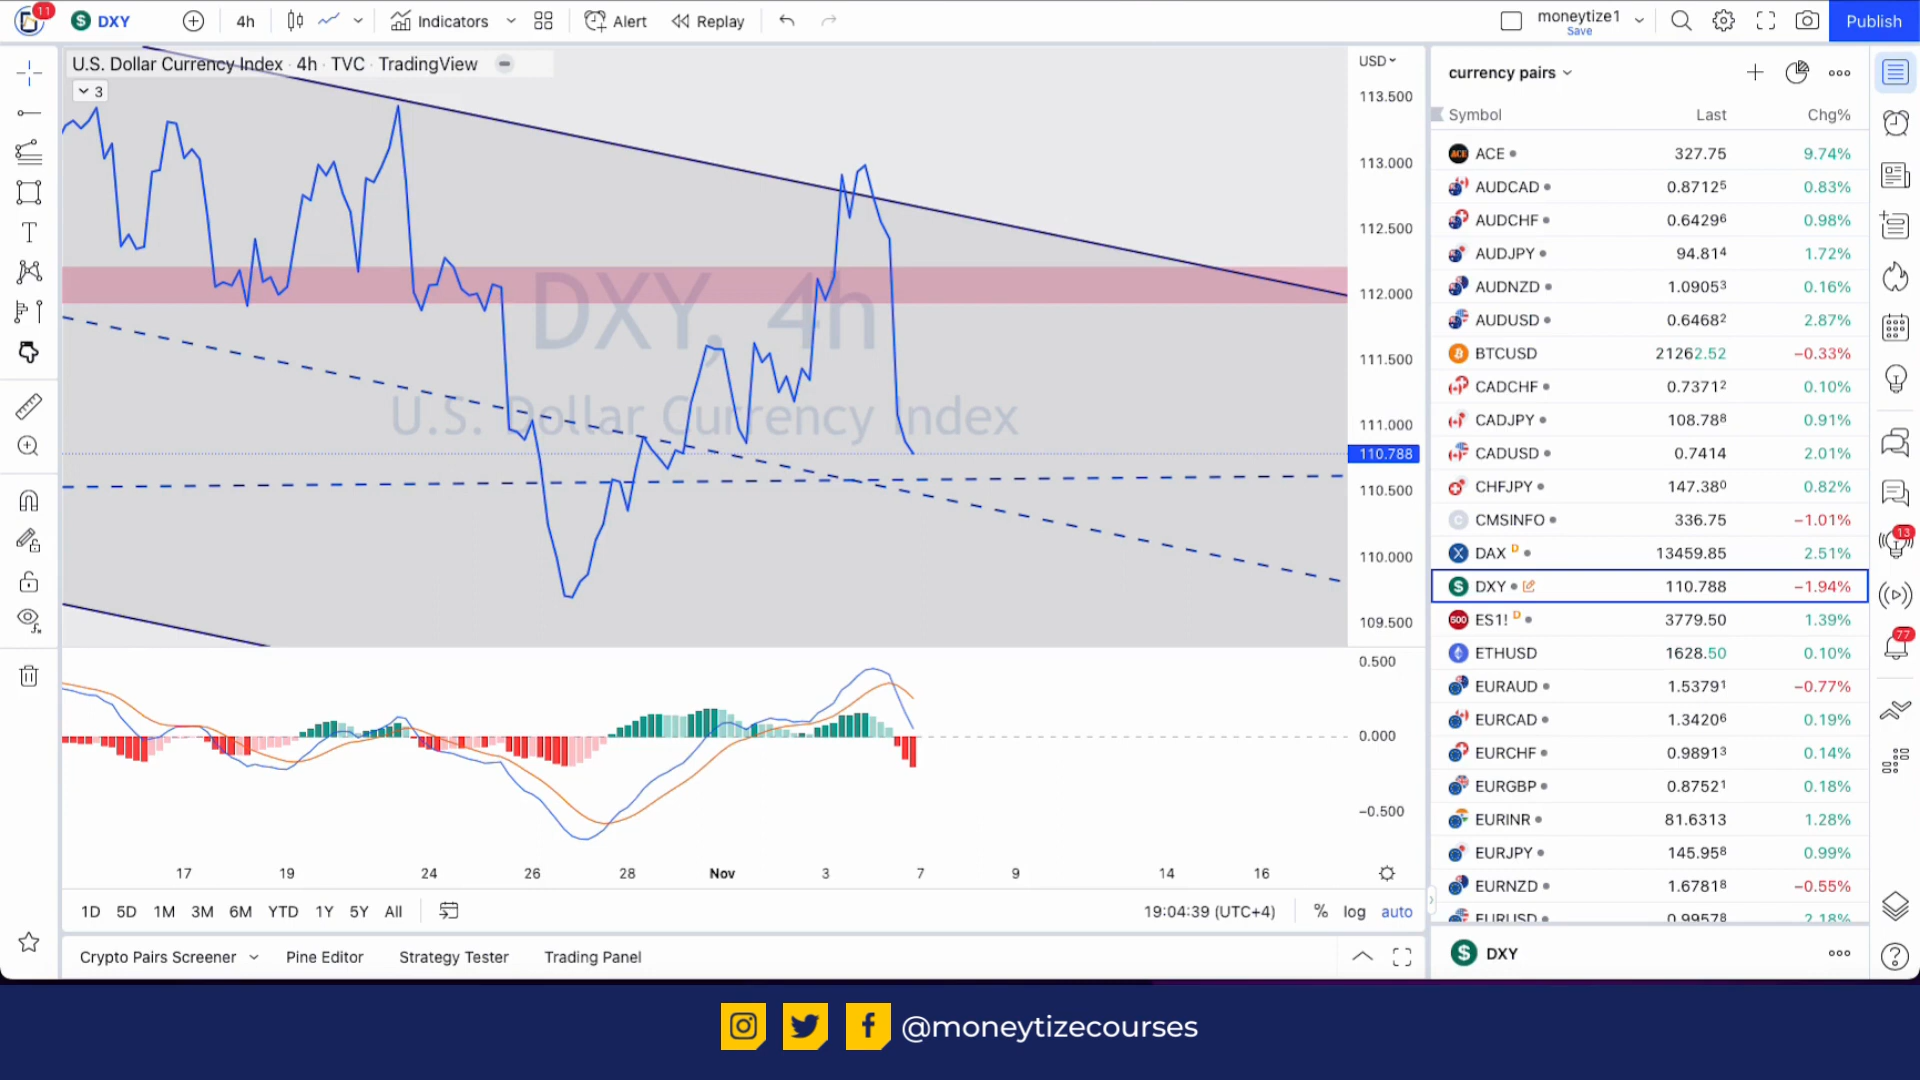 11
DXY
4h
Indicators
Alert
Replay
moneytize1
Save
Publish
U.S. Dollar Currency Index · 4h · TVC · TradingView
3
USD
DXY, 4h
U.S. Dollar Currency Index
113.500
113.000
112.500
112.000
111.500
111.000
110.788
110.500
110.000
109.500
0.500
0.000
−0.500
17 19 24 26 28 Nov 3 7 9 14 16
1D 5D 1M 3M 6M YTD 1Y 5Y All
19:04:39 (UTC+4) % log auto
Crypto Pairs Screener Pine Editor Strategy Tester Trading Panel
currency pairs
Symbol Last Chg%
ACE 327.75 9.74%
AUDCAD 0.87125 0.83%
AUDCHF 0.64296 0.98%
AUDJPY 94.814 1.72%
AUDNZD 1.09053 0.16%
AUDUSD 0.64682 2.87%
BTCUSD 21262.52 −0.33%
CADCHF 0.73712 0.10%
CADJPY 108.788 0.91%
CADUSD 0.7414 2.01%
CHFJPY 147.380 0.82%
C CMSINFO 336.75 −1.01%
DAX D 13459.85 2.51%
DXY 110.788 −1.94%
500 ES1! D 3779.50 1.39%
ETHUSD 1628.50 0.10%
EURAUD 1.53791 −0.77%
EURCAD 1.34206 0.19%
EURCHF 0.98913 0.14%
EURGBP 0.87521 0.18%
EURINR 81.6313 1.28%
EURJPY 145.958 0.99%
EURNZD 1.67818 −0.55%
EURUSD 0.99578 2.18%
DXY
13
77
@moneytizecourses